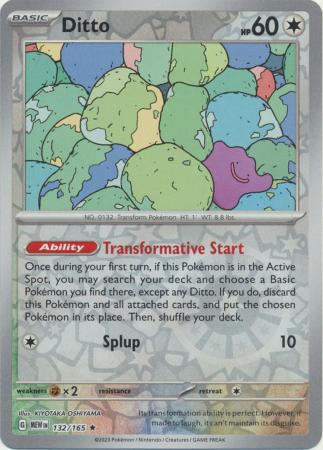 BASIC
Ditto
HP 60
NO. 0132 Transform Pokémon HT: 1' WT: 8.8 lbs.
Ability Transformative Start
Once during your first turn, if this Pokémon is in the Active
Spot, you may search your deck and choose a Basic
Pokémon you find there, except any Ditto. If you do, discard
this Pokémon and all attached cards, and put the chosen
Pokémon in its place. Then, shuffle your deck.
Splup 10
weakness ×2 resistance retreat
Illus. KIYOTAKA OSHIYAMA
G MEW EN 132/165 ★
Its transformation ability is perfect. However,
if made to laugh, it can't maintain its disguise.
©2023 Pokémon / Nintendo / Creatures / GAME FREAK